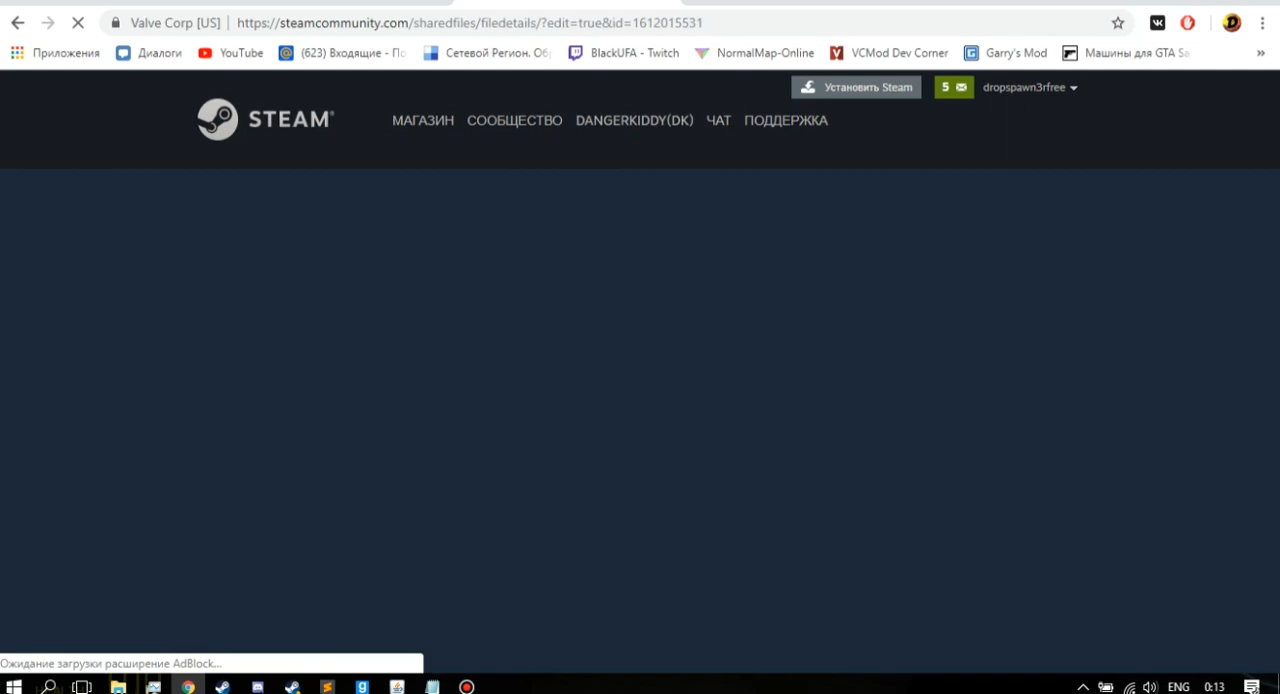 Valve Corp [US] | https://steamcommunity.com/sharedfiles/filedetails/?edit=true&id=1612015531
Приложения Диалоги YouTube (623) Входящие - По Сетевой Регион. Об BlackUFA - Twitch NormalMap-Online VCMod Dev Corner Garry's Mod Машины для GTA Sa »
Установить Steam 5 dropspawn3rfree
STEAM® МАГАЗИН СООБЩЕСТВО DANGERKIDDY(DK) ЧАТ ПОДДЕРЖКА
Ожидание загрузки расширение AdBlock...
ENG 0:13